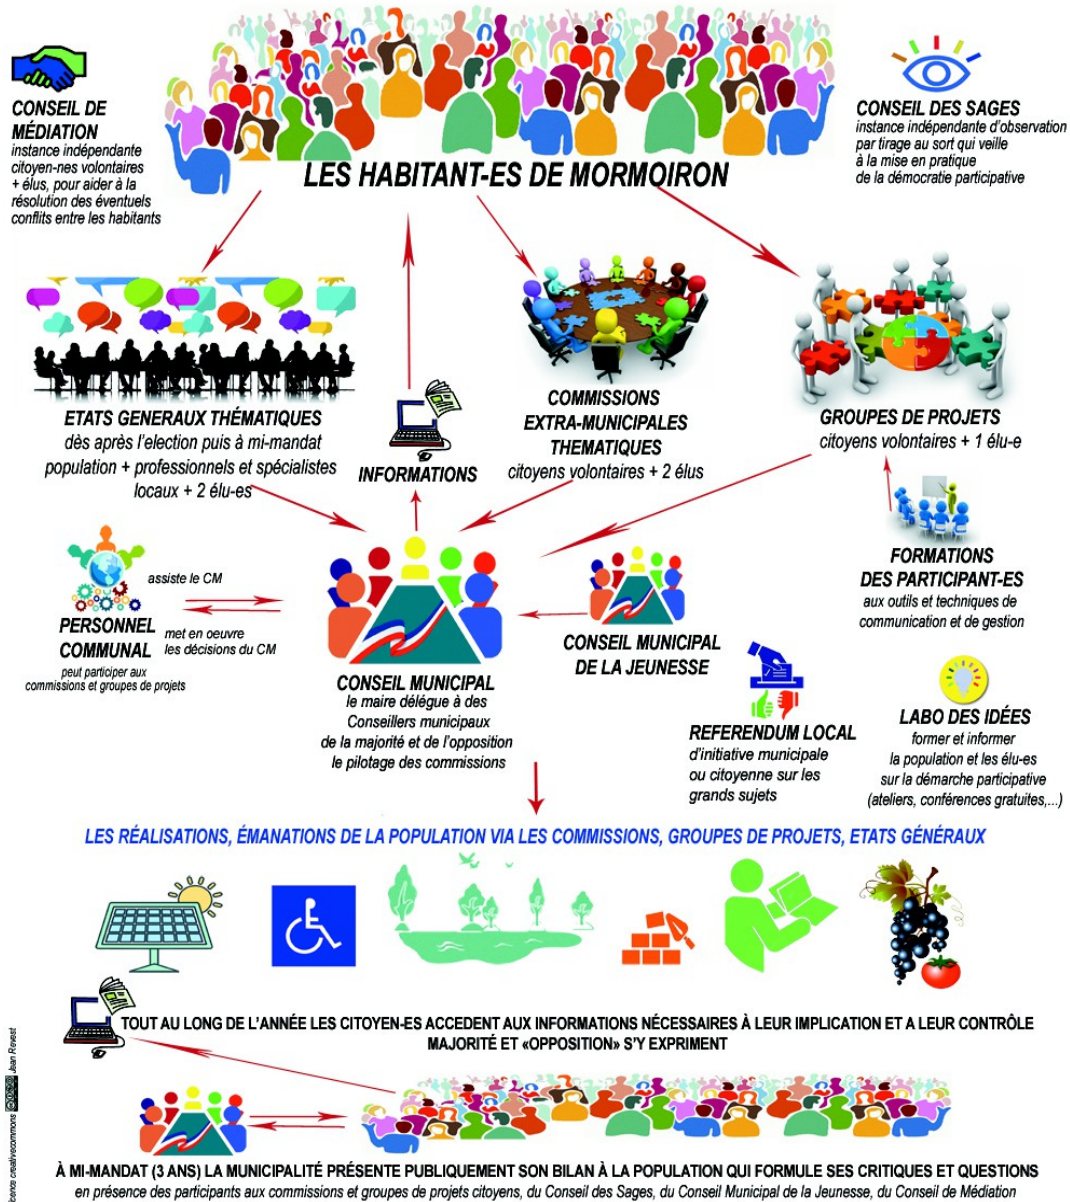 CONSEIL DE
MÉDIATION
instance indépendante
citoyen-nes volontaires
+ élus, pour aider à la
résolution des éventuels
conflits entre les habitants
CONSEIL DES SAGES
instance indépendante d'observation
par tirage au sort qui veille
à la mise en pratique
de la démocratie participative
LES HABITANT-ES DE MORMOIRON
ETATS GENERAUX THÉMATIQUES
dès après l'election puis à mi-mandat
population + professionnels et spécialistes
locaux + 2 élu-es
INFORMATIONS
COMMISSIONS
EXTRA-MUNICIPALES
THEMATIQUES
citoyens volontaires + 2 élus
GROUPES DE PROJETS
citoyens volontaires + 1 élu-e
FORMATIONS
DES PARTICIPANT-ES
aux outils et techniques de
communication et de gestion
assiste le CM
PERSONNEL
COMMUNAL
met en oeuvre
les décisions du CM
peut participer aux
commissions et groupes de projets
CONSEIL MUNICIPAL
le maire délégue à des
Conseillers municipaux
de la majorité et de l'opposition
le pilotage des commissions
CONSEIL MUNICIPAL
DE LA JEUNESSE
REFERENDUM LOCAL
d'initiative municipale
ou citoyenne sur les
grands sujets
LABO DES IDÉES
former et informer
la population et les élu-es
sur la démarche participative
(ateliers, conférences gratuites,...)
LES RÉALISATIONS, ÉMANATIONS DE LA POPULATION VIA LES COMMISSIONS, GROUPES DE PROJETS, ETATS GÉNÉRAUX
TOUT AU LONG DE L'ANNÉE LES CITOYEN-ES ACCEDENT AUX INFORMATIONS NÉCESSAIRES À LEUR IMPLICATION ET A LEUR CONTRÔLE
MAJORITÉ ET «OPPOSITION» S'Y EXPRIMENT
À MI-MANDAT (3 ANS) LA MUNICIPALITÉ PRÉSENTE PUBLIQUEMENT SON BILAN À LA POPULATION QUI FORMULE SES CRITIQUES ET QUESTIONS
en présence des participants aux commissions et groupes de projets citoyens, du Conseil des Sages, du Conseil Municipal de la Jeunesse, du Conseil de Médiation
creativecommons Jean Revest